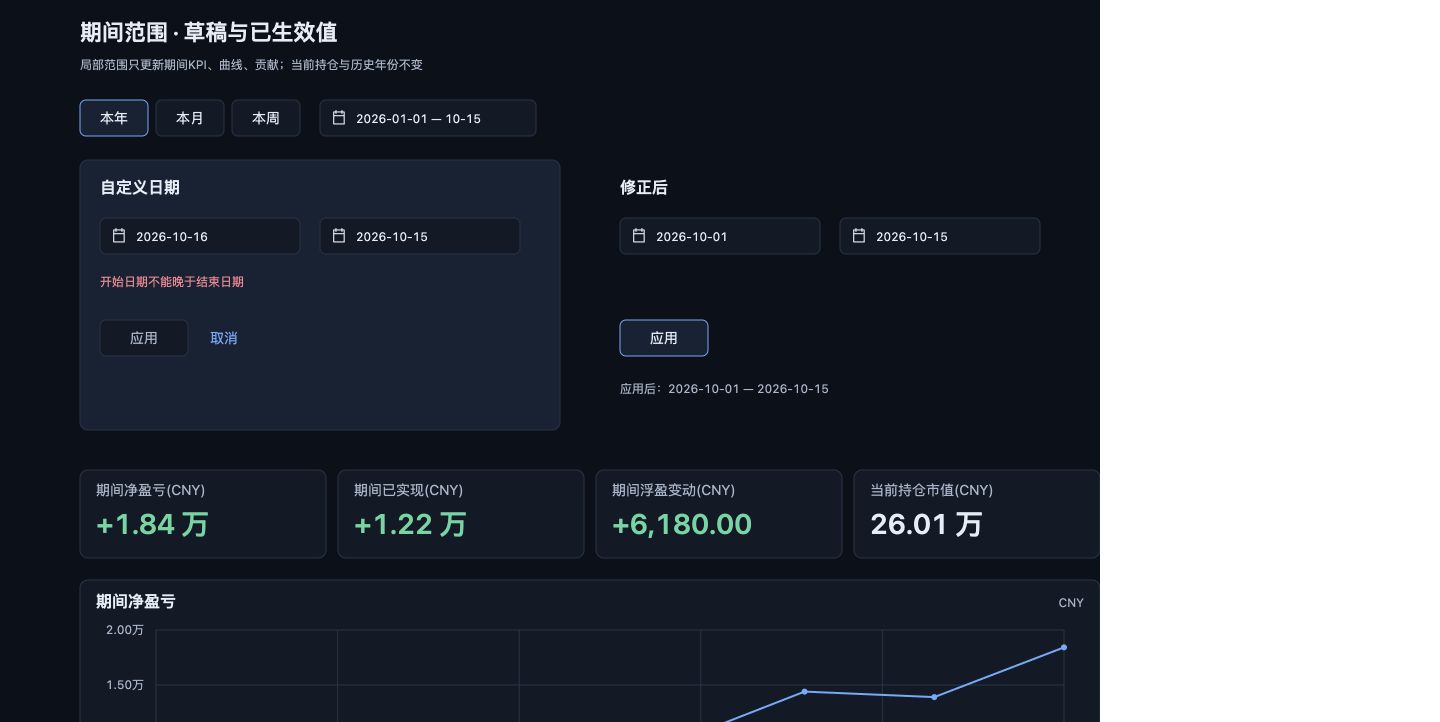 期间范围 · 草稿与已生效值
局部范围只更新期间KPI、曲线、贡献；当前持仓与历史年份不变
本年
本月
本周
2026-01-01 — 10-15
自定义日期
2026-10-16
2026-10-15
开始日期不能晚于结束日期
应用
取消
修正后
2026-10-01
2026-10-15
应用
应用后：2026-10-01 — 2026-10-15
期间净盈亏(CNY)
+1.84 万
期间已实现(CNY)
+1.22 万
期间浮盈变动(CNY)
+6,180.00
当前持仓市值(CNY)
26.01 万
期间净盈亏
CNY
2.00万
1.50万